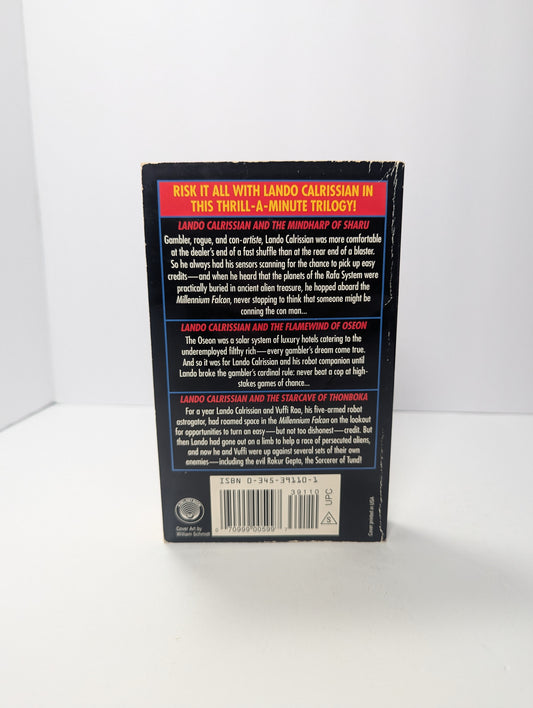 RISK IT ALL WITH LANDO CALRISSIAN IN
THIS THRILL-A-MINUTE TRILOGY!
LANDO CALRISSIAN AND THE MINDHARP OF SHARU
Gambler, rogue, and con-artiste, Lando Calrissian was more comfortable
at the dealer's end of a fast shuffle than at the rear end of a blaster.
So he always had his sensors scanning for the chance to pick up easy
credits—and when he heard that the planets of the Rafa System were
practically buried in ancient alien treasure, he hopped aboard the
Millennium Falcon, never stopping to think that someone might be
conning the con man...
LANDO CALRISSIAN AND THE FLAMEWIND OF OSEON
The Oseon was a solar system of luxury hotels catering to the
underemployed filthy rich—every gambler's dream come true.
And so it was for Lando Calrissian and his robot companion until
Lando broke the gambler's cardinal rule: never beat a cop at high-
stakes games of chance...
LANDO CALRISSIAN AND THE STARCAVE OF THONBOKA
For a year Lando Calrissian and Vuffi Raa, his five-armed robot
astrogator, had roamed space in the Millennium Falcon on the lookout
for opportunities to turn an easy—but not too dishonest—credit. But
then Lando had gone out on a limb to help a race of persecuted aliens,
and now he and Vuffi were up against several sets of their own
enemies—including the evil Rokur Gepta, the Sorcerer of Tund!
ISBN 0-345-39110-1
39110
UPC
S
0 70999 00599 7
Cover Art by
William Schmidt
Cover printed in USA